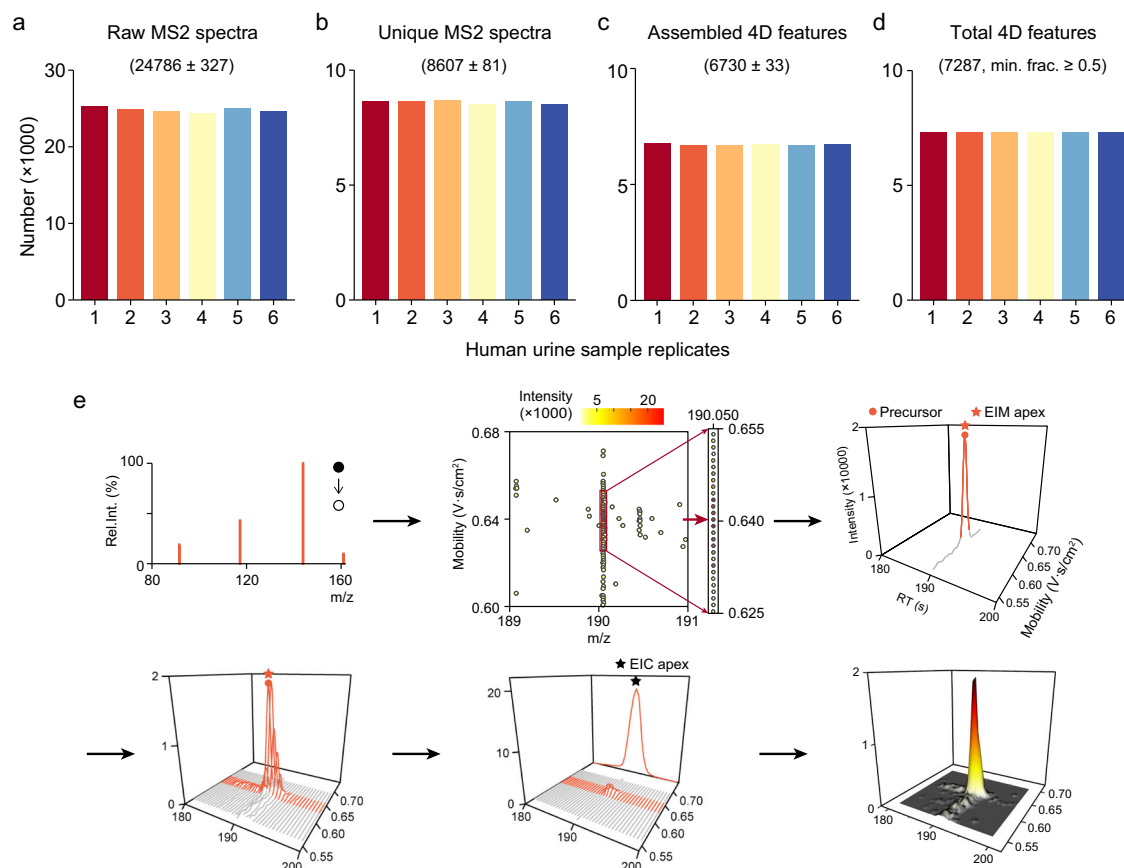 a
Raw MS2 spectra
(24786 ± 327)
Number (×1000)
30
20
10
0
1 2 3 4 5 6
b
Unique MS2 spectra
(8607 ± 81)
10
5
0
1 2 3 4 5 6
c
Assembled 4D features
(6730 ± 33)
10
5
0
1 2 3 4 5 6
d
Total 4D features
(7287, min. frac. ≥ 0.5)
10
5
0
1 2 3 4 5 6
Human urine sample replicates
e
Rel.Int. (%)
100
0
80 120 160
m/z
Intensity
(×1000)
5 20
Mobility (V·s/cm²)
0.68
0.64
0.60
189 190 191
m/z
190.050
0.655
0.640
0.625
Precursor EIM apex
Intensity (×10000)
2
1
0
180
190
200
RT (s)
0.55
0.60
0.65
0.70
Mobility (V·s/cm²)
2
1
0
180
190
200
0.55
0.60
0.65
0.70
EIC apex
20
10
0
180
190
200
0.55
0.60
0.65
0.70
2
1
0
180
190
200
0.55
0.60
0.65
0.70